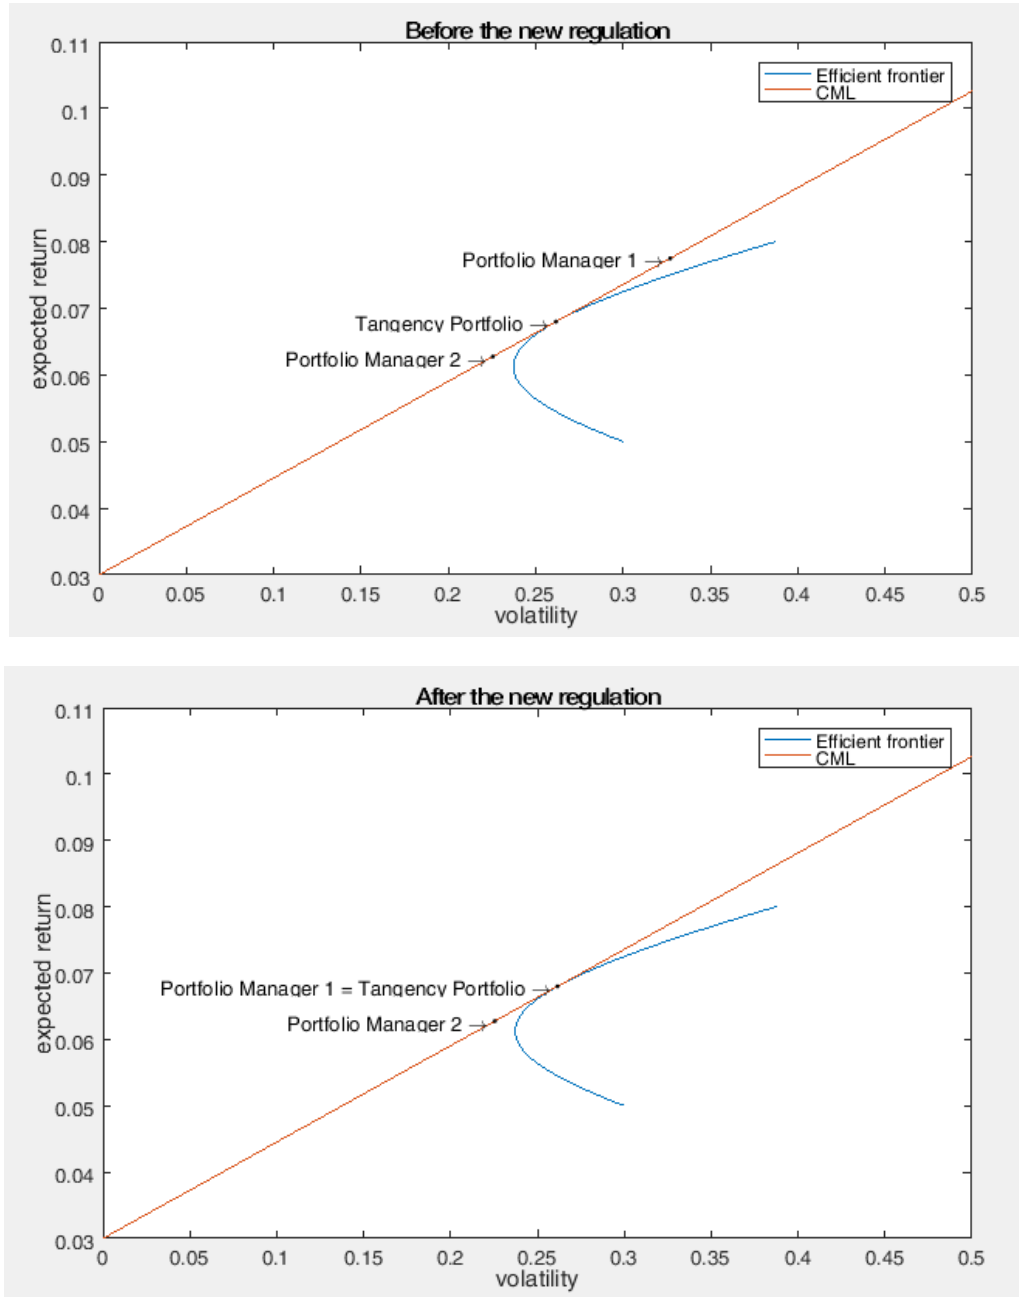 Before the new regulation
0.11
Efficient frontier
CML
0.1
0.09
0.08
Portfolio Manager 1
0.07
Tangency Portfolio
Portfolio Manager 2
0.06
0.05
0.04
0.03
expected return
0 0.05 0.1 0.15 0.2 0.25 0.3 0.35 0.4 0.45 0.5
volatility
After the new regulation
0.11
Efficient frontier
CML
0.1
0.09
0.08
0.07
Portfolio Manager 1 = Tangency Portfolio
Portfolio Manager 2
0.06
0.05
0.04
0.03
expected return
0 0.05 0.1 0.15 0.2 0.25 0.3 0.35 0.4 0.45 0.5
volatility